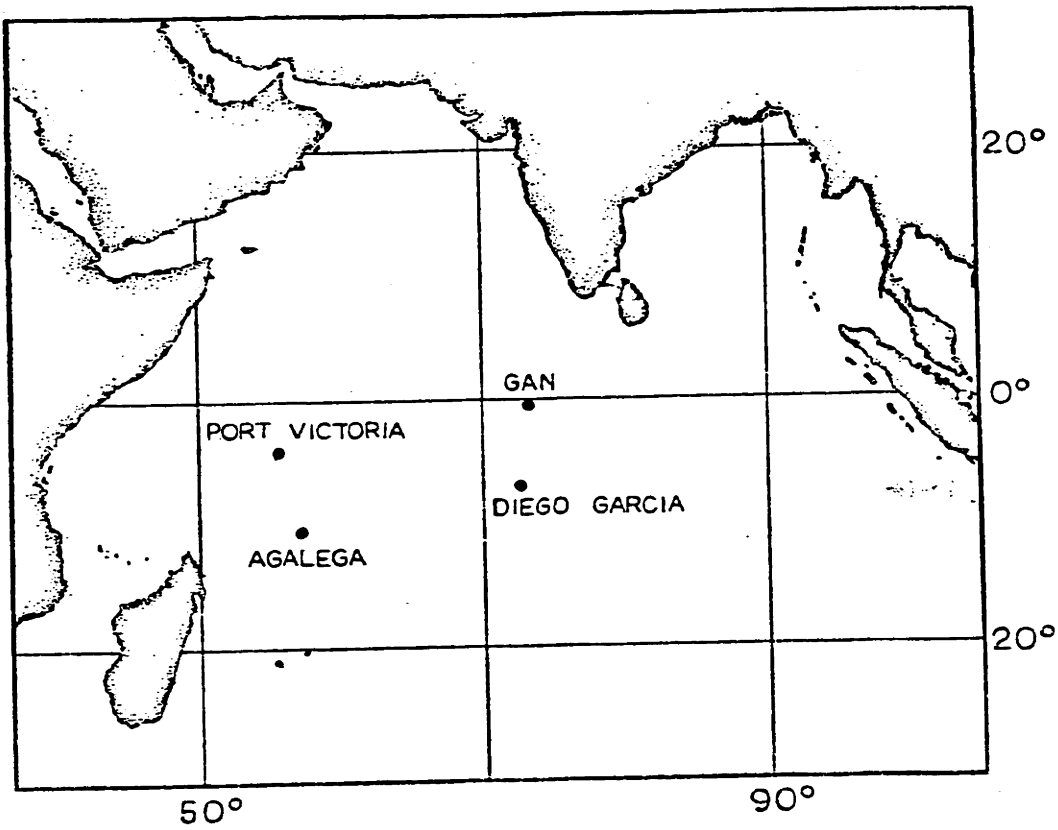 20°
GAN
0°
PORT VICTORIA
DIEGO GARCIA
AGALEGA
20°
50°
90°